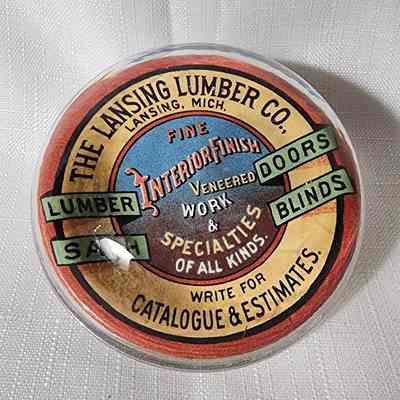 THE LANSING LUMBER CO.,
LANSING, MICH.
FINE
INTERIOR FINISH
VENEERED
WORK
&
SPECIALTIES
OF ALL KINDS.
LUMBER
SASH
DOORS
BLINDS
WRITE FOR
CATALOGUE & ESTIMATES.